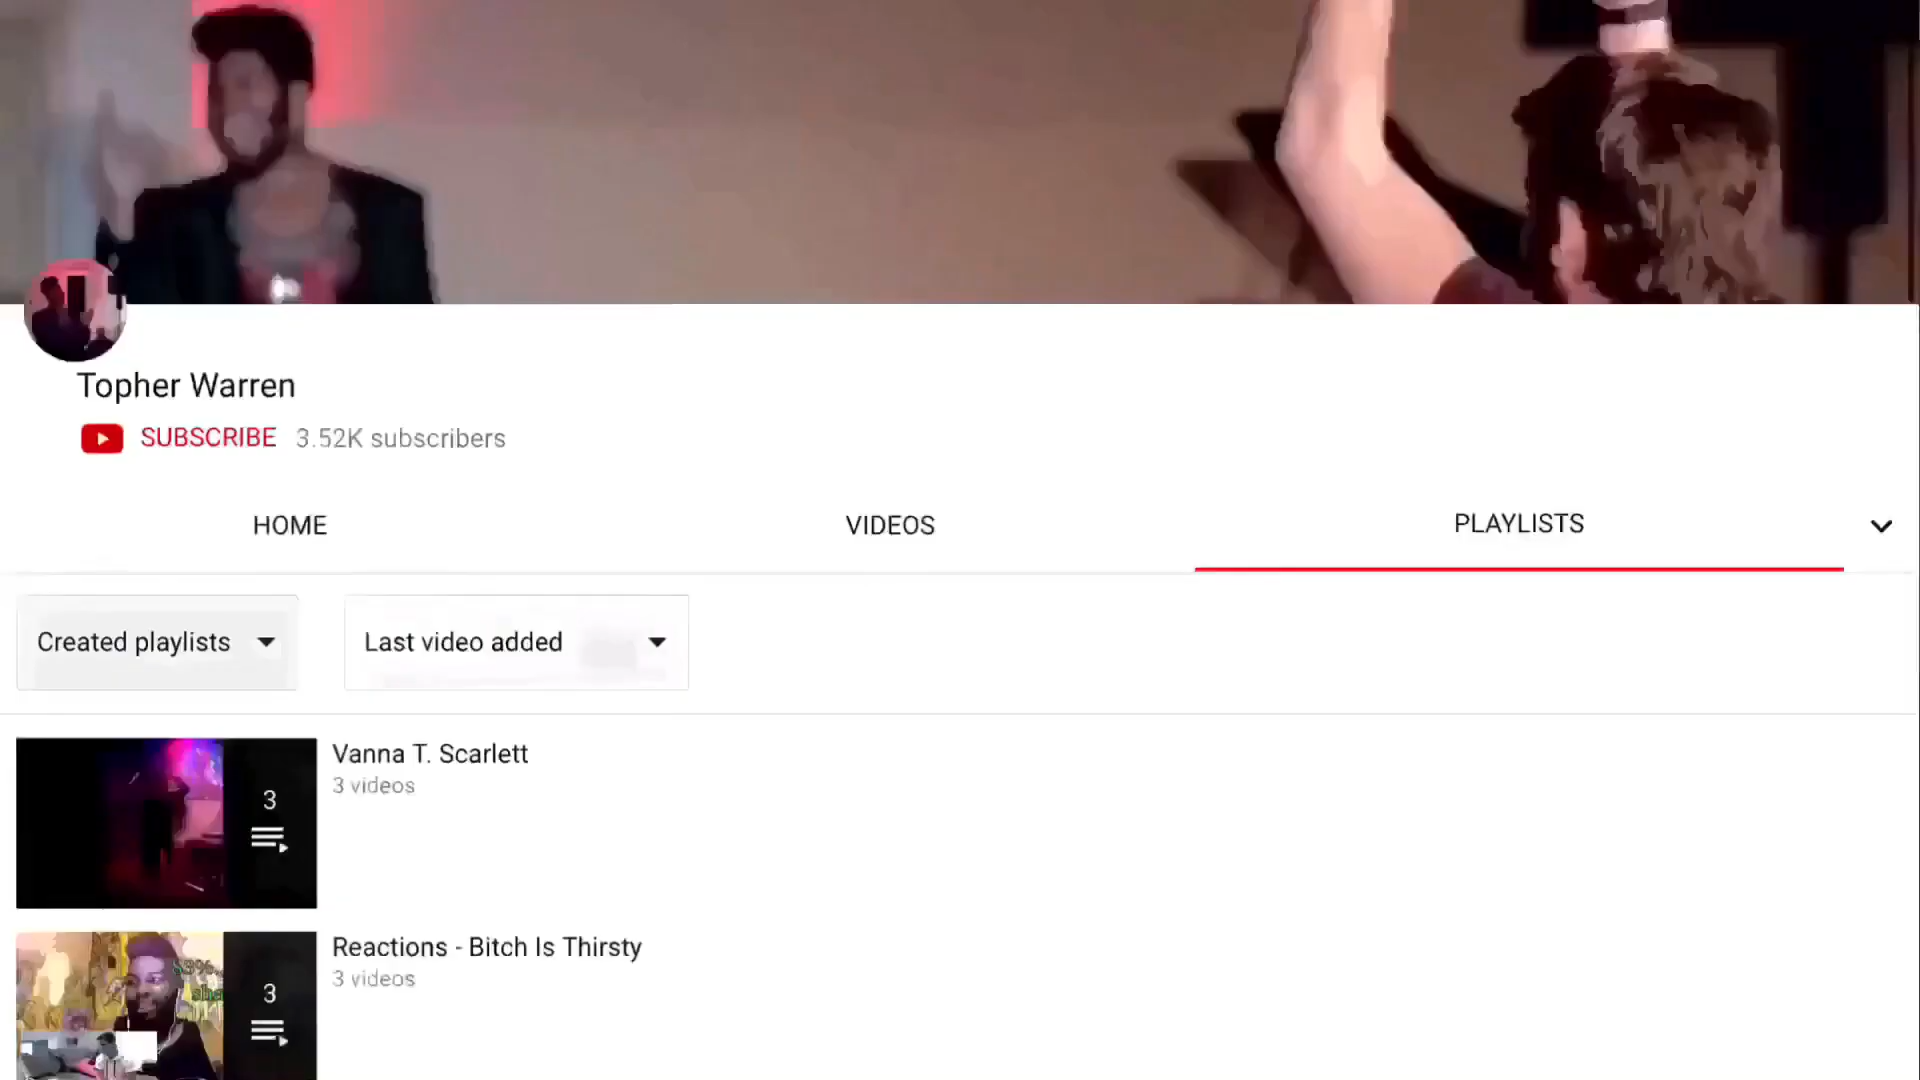 Topher Warren
SUBSCRIBE 3.52K subscribers
HOME VIDEOS PLAYLISTS
Created playlists Last video added
3
Vanna T. Scarlett
3 videos
3
Reactions - Bitch Is Thirsty
3 videos